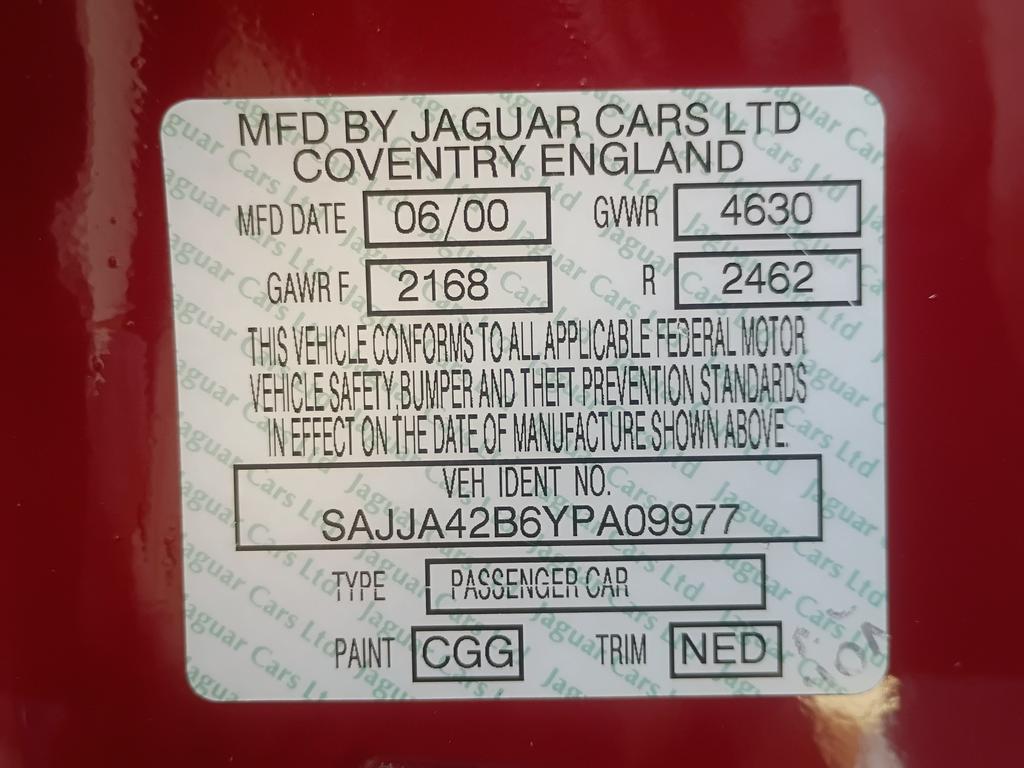 MFD BY JAGUAR CARS LTD
COVENTRY ENGLAND
MFD DATE 06/00 GVWR 4630
GAWR F 2168 R 2462
THIS VEHICLE CONFORMS TO ALL APPLICABLE FEDERAL MOTOR
VEHICLE SAFETY, BUMPER AND THEFT PREVENTION STANDARDS
IN EFFECT ON THE DATE OF MANUFACTURE SHOWN ABOVE.
VEH IDENT NO.
SAJJA42B6YPA09977
TYPE PASSENGER CAR
PAINT CGG TRIM NED